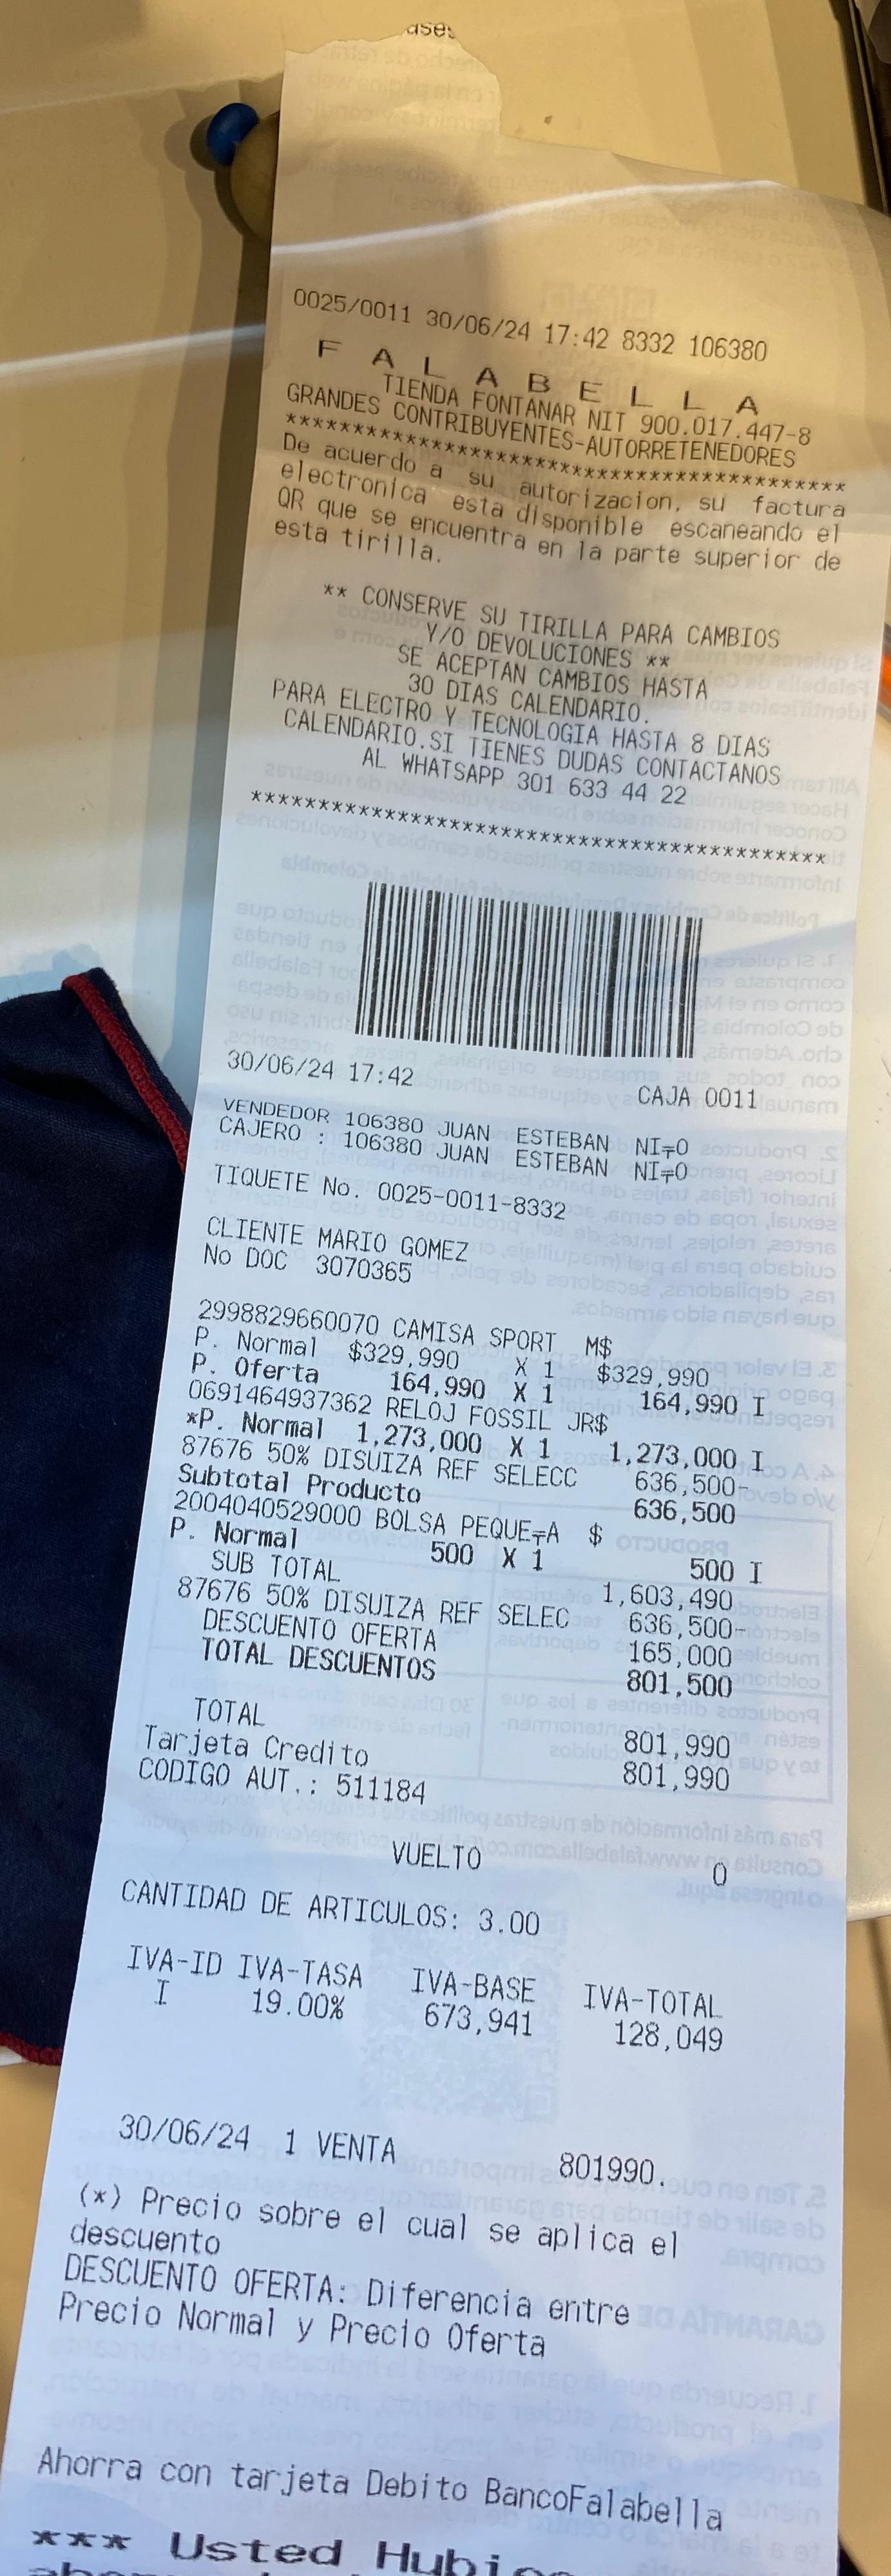 0025/0011 30/06/24 17:42 8332 106380
F A L A B E L L A
TIENDA FONTANAR NIT 900.017.447-8
GRANDES CONTRIBUYENTES-AUTORRETENEDORES
******************************************
De acuerdo a su autorizacion, su factura
electronica esta disponible escaneando el
QR que se encuentra en la parte superior de
esta tirilla.
** CONSERVE SU TIRILLA PARA CAMBIOS
Y/O DEVOLUCIONES **
SE ACEPTAN CAMBIOS HASTA
30 DIAS CALENDARIO.
PARA ELECTRO Y TECNOLOGIA HASTA 8 DIAS
CALENDARIO.SI TIENES DUDAS CONTACTANOS
AL WHATSAPP 301 633 44 22
******************************************
30/06/24 17:42 CAJA 0011
VENDEDOR 106380 JUAN ESTEBAN NI╤O
CAJERO : 106380 JUAN ESTEBAN NI╤O
TIQUETE No. 0025-0011-8332
CLIENTE MARIO GOMEZ
No DOC 3070365
2998829660070 CAMISA SPORT M$
P. Normal $329,990 X 1 $329,990
P. Oferta 164,990 X 1 164,990 I
0691464937362 RELOJ FOSSIL JR$
*P. Normal 1,273,000 X 1 1,273,000 I
87676 50% DISUIZA REF SELECC 636,500-
Subtotal Producto 636,500
2004040529000 BOLSA PEQUE╤A $
P. Normal 500 X 1 500 I
SUB TOTAL 1,603,490
87676 50% DISUIZA REF SELEC 636,500-
DESCUENTO OFERTA 165,000
TOTAL DESCUENTOS 801,500
TOTAL 801,990
Tarjeta Credito 801,990
CODIGO AUT.: 511184
VUELTO 0
CANTIDAD DE ARTICULOS: 3.00
IVA-ID IVA-TASA IVA-BASE IVA-TOTAL
I 19.00% 673,941 128,049
30/06/24 1 VENTA 801990.
(*) Precio sobre el cual se aplica el
descuento
DESCUENTO OFERTA: Diferencia entre
Precio Normal y Precio Oferta
Ahorra con tarjeta Debito BancoFalabella
*** Usted